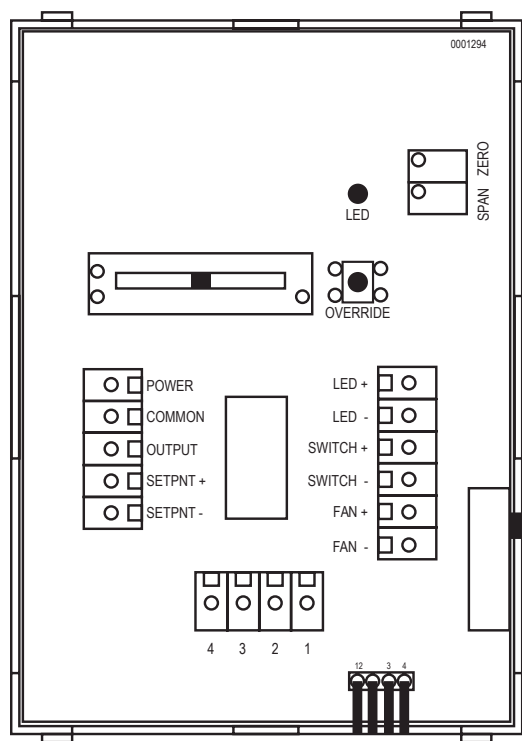 0001294
ZERO
SPAN
LED
OVERRIDE
POWER
COMMON
OUTPUT
SETPNT +
SETPNT -
LED +
LED -
SWITCH +
SWITCH -
FAN +
FAN -
4 3 2 1
12 3 4